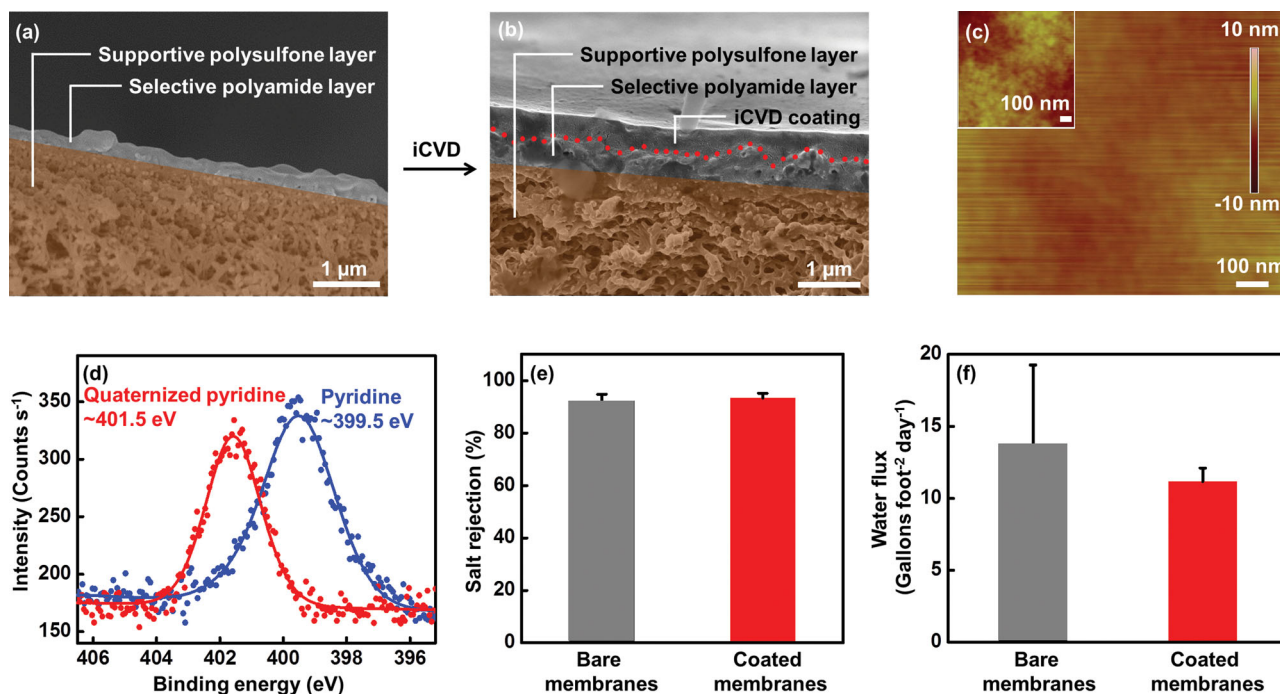 (a)
Supportive polysulfone layer
Selective polyamide layer
1 µm
iCVD
(b)
Supportive polysulfone layer
Selective polyamide layer
iCVD coating
1 µm
(c)
10 nm
100 nm
-10 nm
100 nm
(d)
Quaternized pyridine
~401.5 eV
Pyridine
~399.5 eV
Intensity (Counts s⁻¹)
350
300
250
200
150
406
404
402
400
398
396
Binding energy (eV)
(e)
Salt rejection (%)
100
80
60
40
20
0
Bare
membranes
Coated
membranes
(f)
Water flux
(Gallons foot⁻² day⁻¹)
20
15
10
5
0
Bare
membranes
Coated
membranes